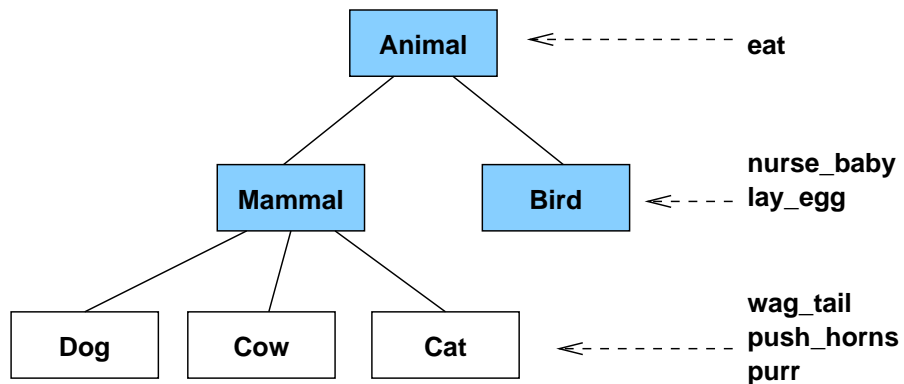 Animal
eat
Mammal
Bird
nurse_baby
lay_egg
Dog
Cow
Cat
wag_tail
push_horns
purr